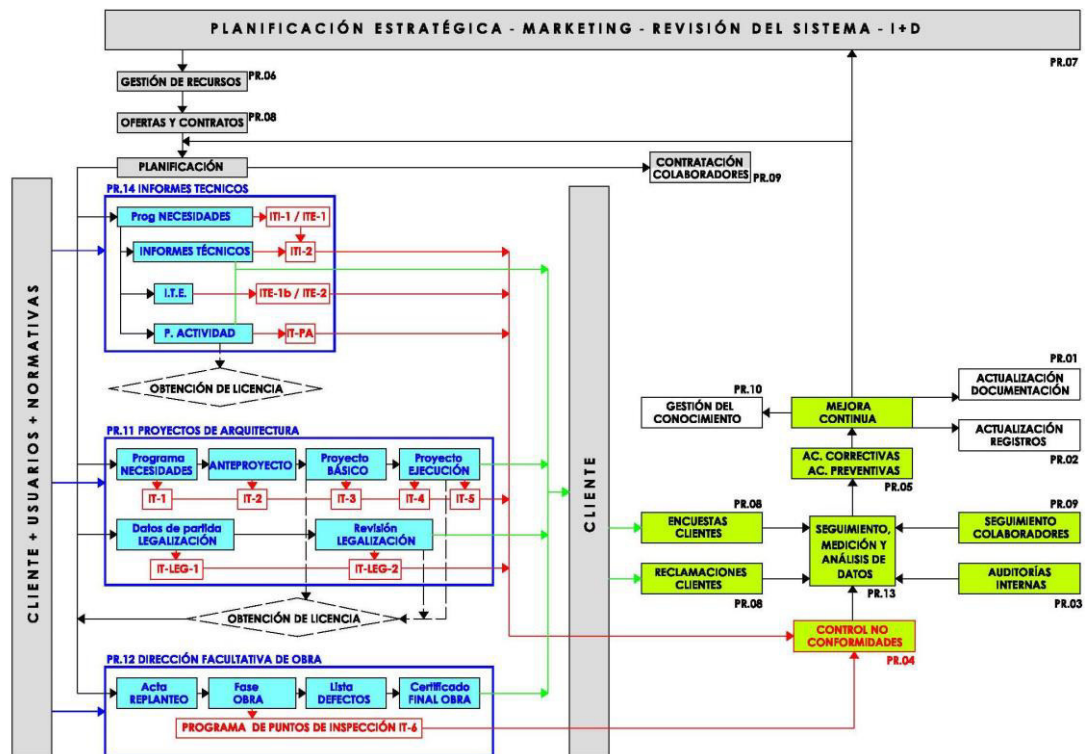 PLANIFICACIÓN ESTRATÉGICA - MARKETING - REVISIÓN DEL SISTEMA - I+D
PR.07
GESTIÓN DE RECURSOS
PR.06
OFERTAS Y CONTRATOS
PR.08
PLANIFICACIÓN
CONTRATACIÓN
COLABORADORES
PR.09
CLIENTE + USUARIOS + NORMATIVAS
PR.14 INFORMES TECNICOS
Prog NECESIDADES
ITI-1 / ITE-1
INFORMES TÉCNICOS
ITI-2
I.T.E.
ITE-1b / ITE-2
P. ACTIVIDAD
IT-PA
OBTENCIÓN DE LICENCIA
PR.11 PROYECTOS DE ARQUITECTURA
Programa
NECESIDADES
ANTEPROYECTO
Proyecto
BÁSICO
Proyecto
EJECUCIÓN
IT-1
IT-2
IT-3
IT-4
IT-5
Datos de partida
LEGALIZACIÓN
Revisión
LEGALIZACIÓN
IT-LEG-1
IT-LEG-2
OBTENCIÓN DE LICENCIA
PR.12 DIRECCIÓN FACULTATIVA DE OBRA
Acta
REPLANTEO
Fase
OBRA
Lista
DEFECTOS
Certificado
FINAL OBRA
PROGRAMA DE PUNTOS DE INSPECCIÓN IT-6
CLIENTE
PR.01
ACTUALIZACIÓN
DOCUMENTACIÓN
PR.10
GESTIÓN DEL
CONOCIMIENTO
MEJORA
CONTINUA
ACTUALIZACIÓN
REGISTROS
PR.02
AC. CORRECTIVAS
AC. PREVENTIVAS
PR.05
PR.08
ENCUESTAS
CLIENTES
SEGUIMIENTO,
MEDICIÓN Y
ANÁLISIS DE
DATOS
PR.13
PR.09
SEGUIMIENTO
COLABORADORES
RECLAMACIONES
CLIENTES
PR.08
AUDITORÍAS
INTERNAS
PR.03
CONTROL NO
CONFORMIDADES
PR.04